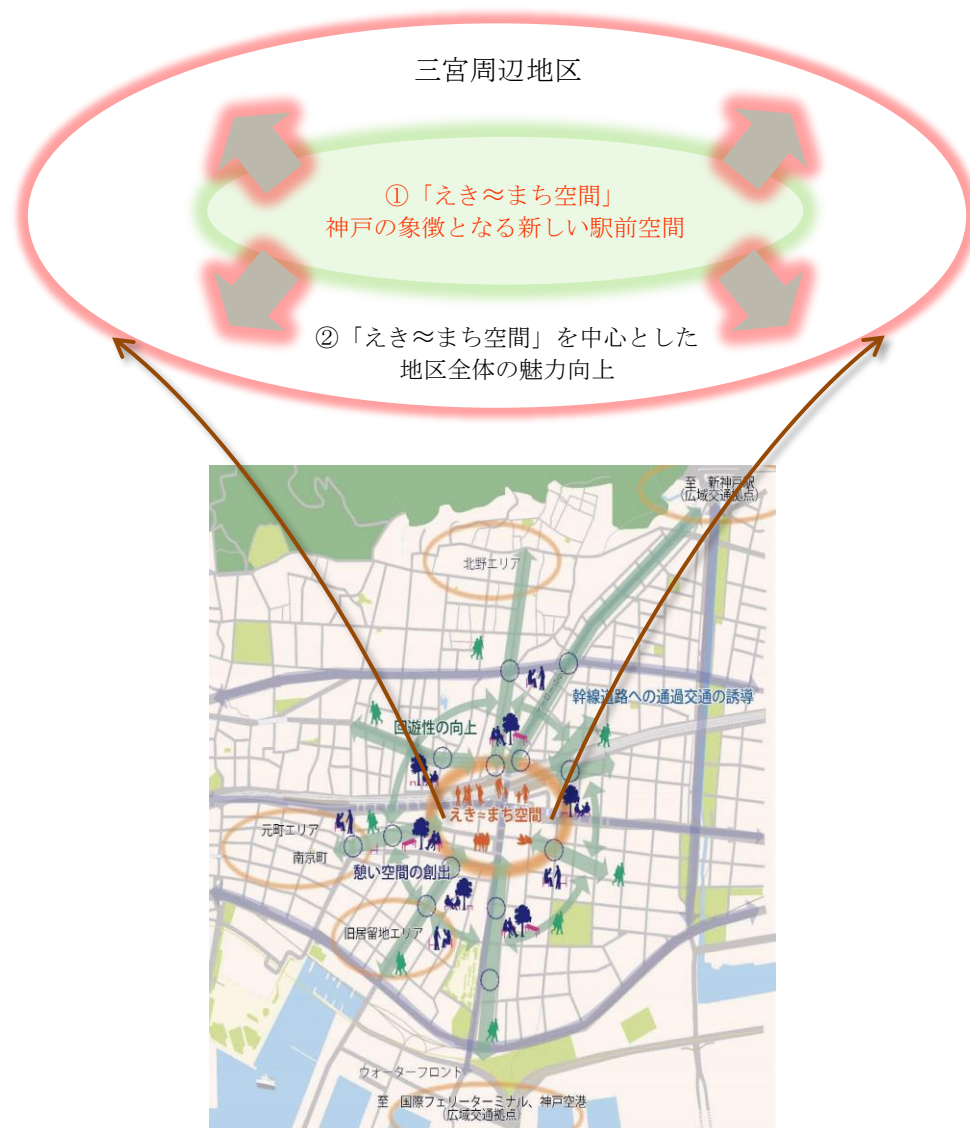 三宮周辺地区
①「えき≈まち空間」
神戸の象徴となる新しい駅前空間
②「えき≈まち空間」を中心とした
地区全体の魅力向上
至 新神戸駅
(広域交通拠点)
北野エリア
幹線道路への通過交通の誘導
回遊性の向上
えき≈まち空間
元町エリア
南京町
憩い空間の創出
旧居留地エリア
ウォーターフロント
至 国際フェリーターミナル、神戸空港
(広域交通拠点)